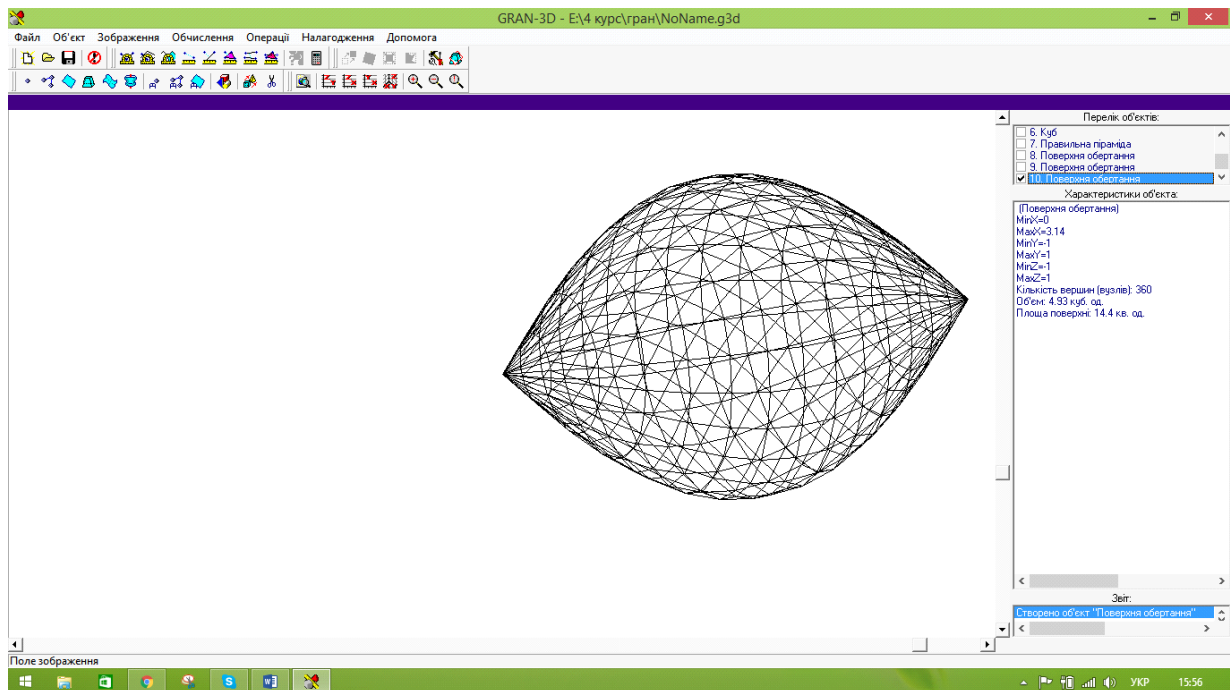 GRAN-3D - E:\4 курс\гран\NoName.g3d
Файл Об'єкт Зображення Обчислення Операції Налагодження Допомога
Перелік об'єктів:
6. Куб
7. Правильна піраміда
8. Поверхня обертання
9. Поверхня обертання
10. Поверхня обертання
Характеристики об'єкта:
(Поверхня обертання)
MinX=0
MaxX=3.14
MinY=-1
MaxY=1
MinZ=-1
MaxZ=1
Кількість вершин (вузлів): 360
Об'єм: 4.93 куб. од.
Площа поверхні: 14.4 кв. од.
Звіт:
Створено об'єкт "Поверхня обертання"
Поле зображення
УКР 15:56